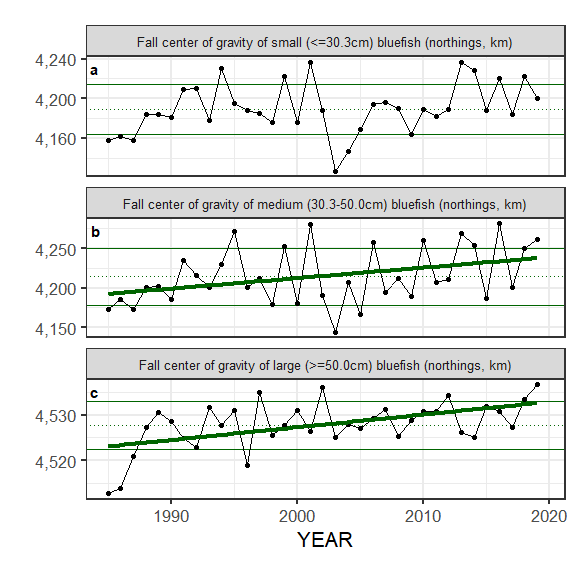 Fall center of gravity of small (<=30.3cm) bluefish (northings, km)
a
4,240
4,200
4,160
Fall center of gravity of medium (30.3-50.0cm) bluefish (northings, km)
b
4,250
4,200
4,150
Fall center of gravity of large (>=50.0cm) bluefish (northings, km)
c
4,530
4,520
1990 2000 2010 2020
YEAR